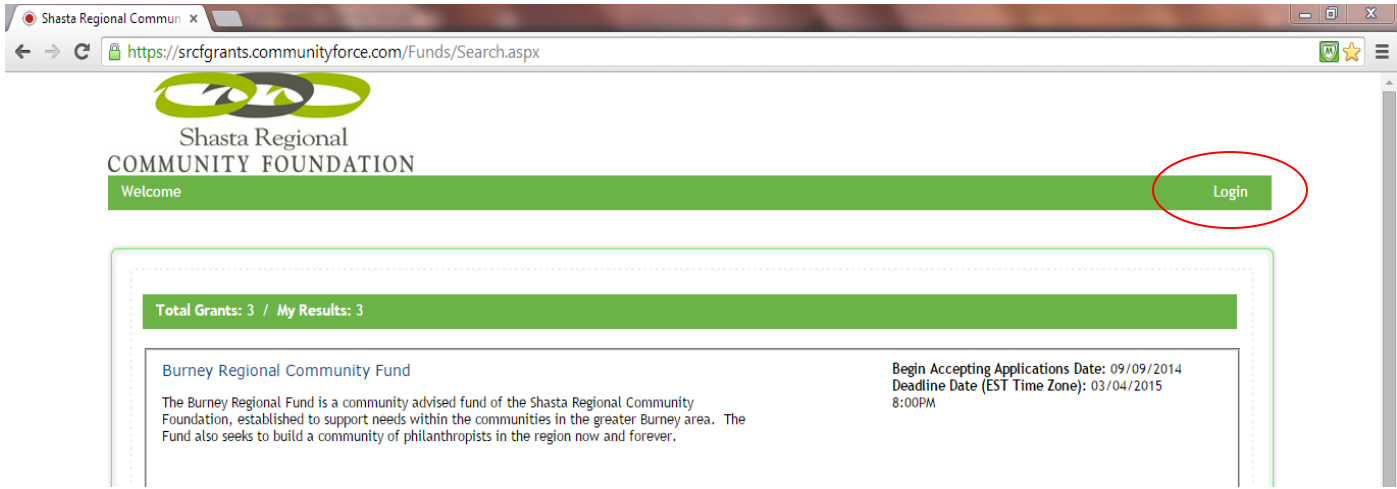 Shasta Regional Commun
https://srcfgrants.communityforce.com/Funds/Search.aspx
Shasta Regional
COMMUNITY FOUNDATION
Welcome
Login
Total Grants: 3 / My Results: 3
Burney Regional Community Fund
The Burney Regional Fund is a community advised fund of the Shasta Regional Community
Foundation, established to support needs within the communities in the greater Burney area. The
Fund also seeks to build a community of philanthropists in the region now and forever.
Begin Accepting Applications Date: 09/09/2014
Deadline Date (EST Time Zone): 03/04/2015
8:00PM